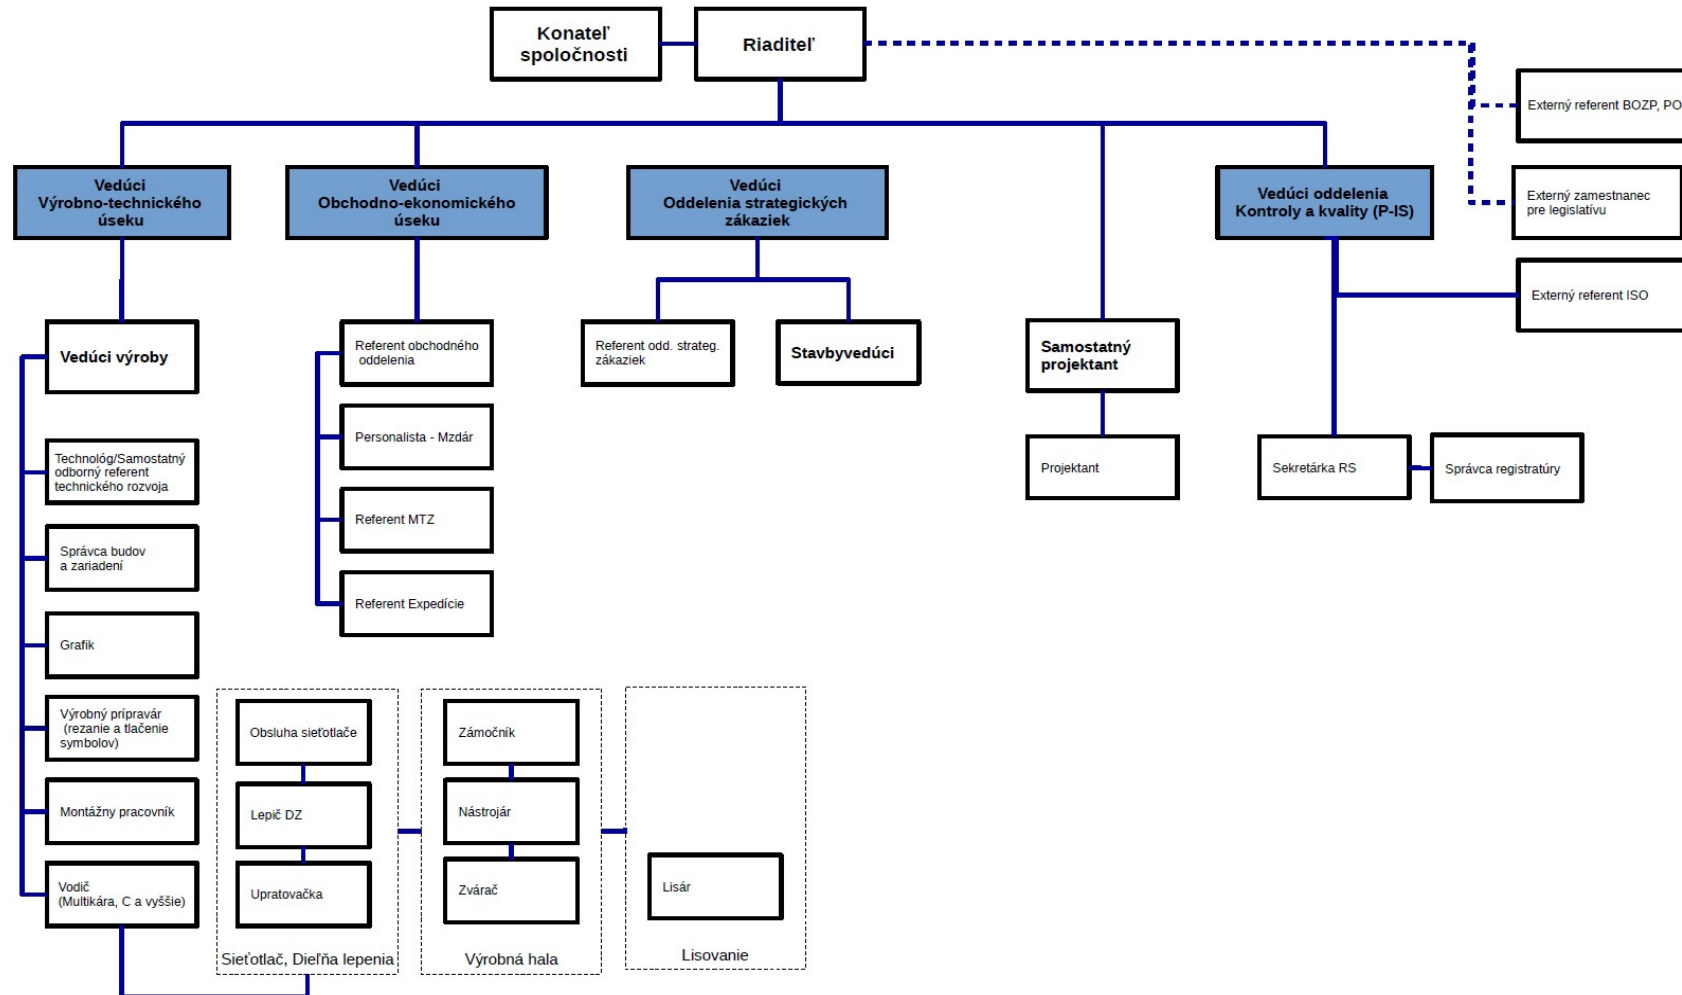 Konateľ
spoločnosti
Riaditeľ
Externý referent BOZP, PO
Vedúci
Výrobno-technického
úseku
Vedúci
Obchodno-ekonomického
úseku
Vedúci
Oddelenia strategických
zákaziek
Vedúci oddelenia
Kontroly a kvality (P-IS)
Externý zamestnanec
pre legislatívu
Externý referent ISO
Vedúci výroby
Referent obchodného
oddelenia
Referent odd. strateg.
zákaziek
Stavbyvedúci
Samostatný
projektant
Technológ/Samostatný
odborný referent
technického rozvoja
Personalista - Mzdár
Projektant
Sekretárka RS
Správca registratúry
Správca budov
a zariadení
Referent MTZ
Grafik
Referent Expedície
Výrobný prípravár
(rezanie a tlačenie
symbolov)
Obsluha sieťotlače
Zámočník
Montážny pracovník
Lepič DZ
Nástrojár
Vodič
(Multikára, C a vyššie)
Upratovačka
Zvárač
Lisár
Sieťotlač, Dieľňa lepenia
Výrobná hala
Lisovanie